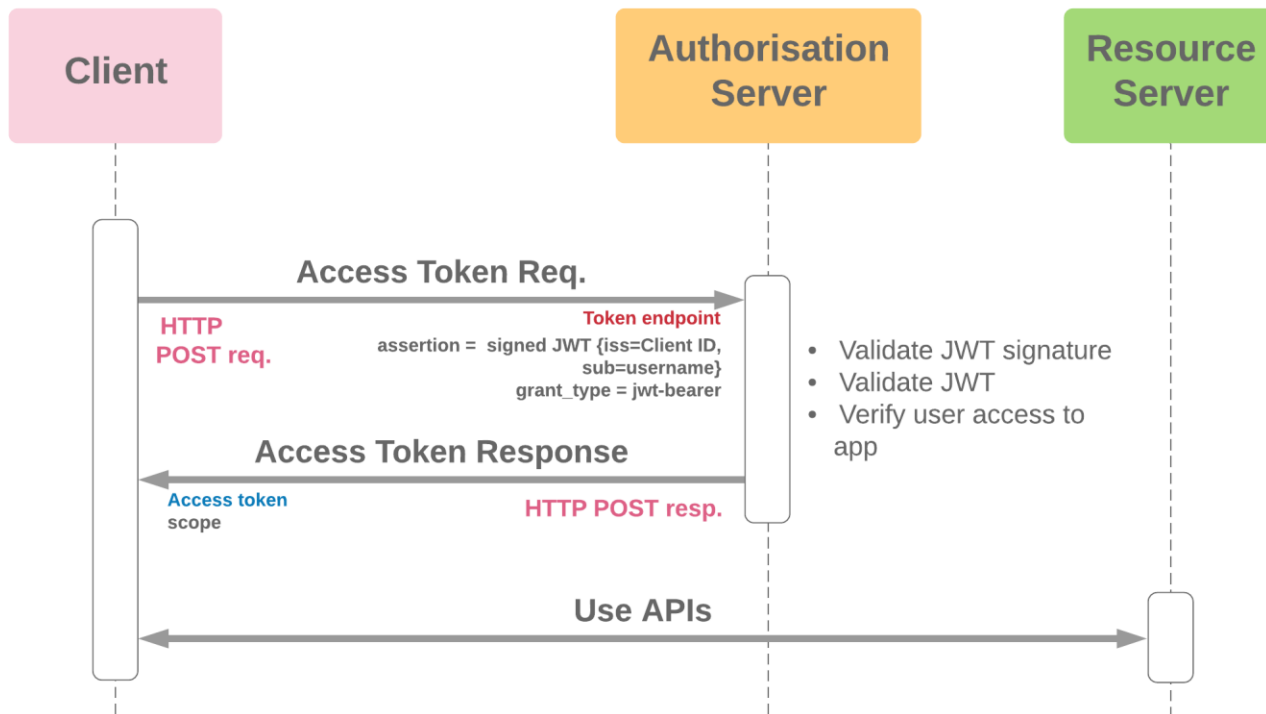 Client
Authorisation
Server
Resource
Server
Access Token Req.
HTTP
POST req.
Token endpoint
assertion = signed JWT {iss=Client ID,
sub=username}
grant_type = jwt-bearer
• Validate JWT signature
• Validate JWT
• Verify user access to
app
Access Token Response
Access token
scope
HTTP POST resp.
Use APIs